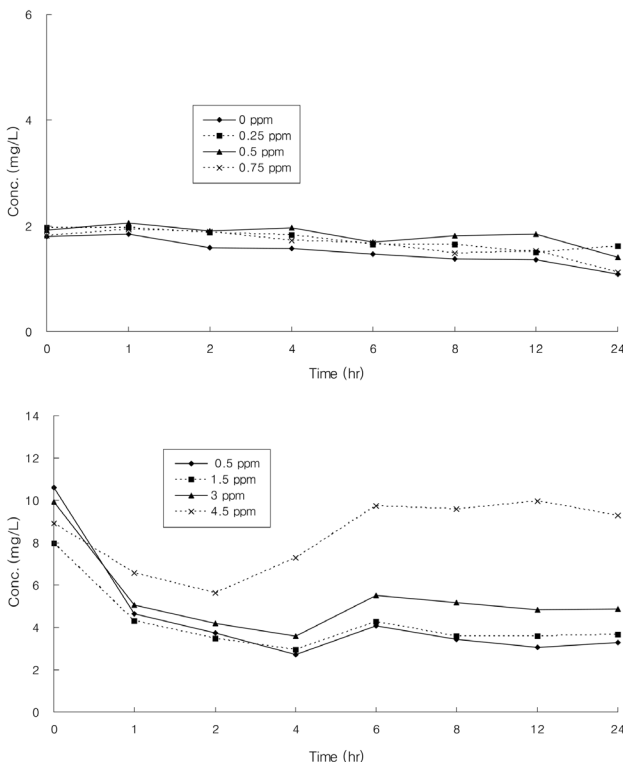 6
4
2
0
Conc. (mg/L)
0 ppm
0.25 ppm
0.5 ppm
0.75 ppm
0 1 2 4 6 8 12 24
Time (hr)
14
12
10
8
6
4
2
0
Conc. (mg/L)
0.5 ppm
1.5 ppm
3 ppm
4.5 ppm
0 1 2 4 6 8 12 24
Time (hr)